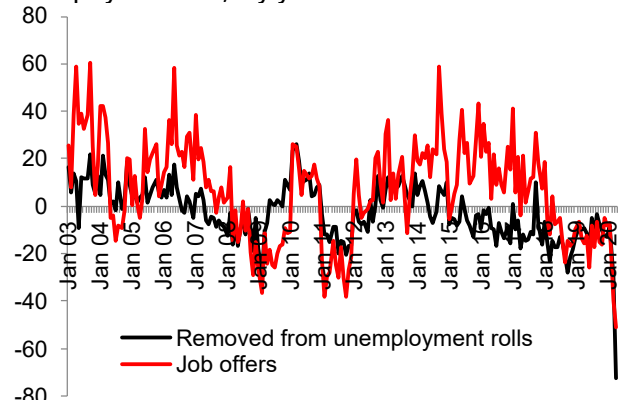 80
60
40
20
0
-20
-40
-60
-80
Jan 03
Jan 04
Jan 05
Jan 06
Jan 07
Jan 08
Jan 09
Jan 10
Jan 11
Jan 12
Jan 13
Jan 14
Jan 15
Jan 16
Jan 17
Jan 18
Jan 19
Jan 20
Removed from unemployment rolls
Job offers